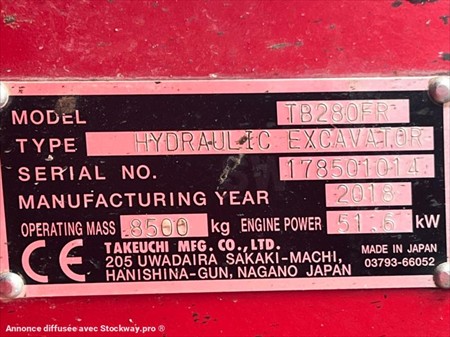 MODEL TB280FR
TYPE HYDRAULIC EXCAVATOR
SERIAL NO. 178501014
MANUFACTURING YEAR 2018
OPERATING MASS 8500 kg ENGINE POWER 51.6 kW
CE
TAKEUCHI MFG. CO., LTD.
205 UWADAIRA SAKAKI-MACHI,
HANISHINA-GUN, NAGANO JAPAN
MADE IN JAPAN
03793-66052
Annonce diffusée avec Stockway.pro ®